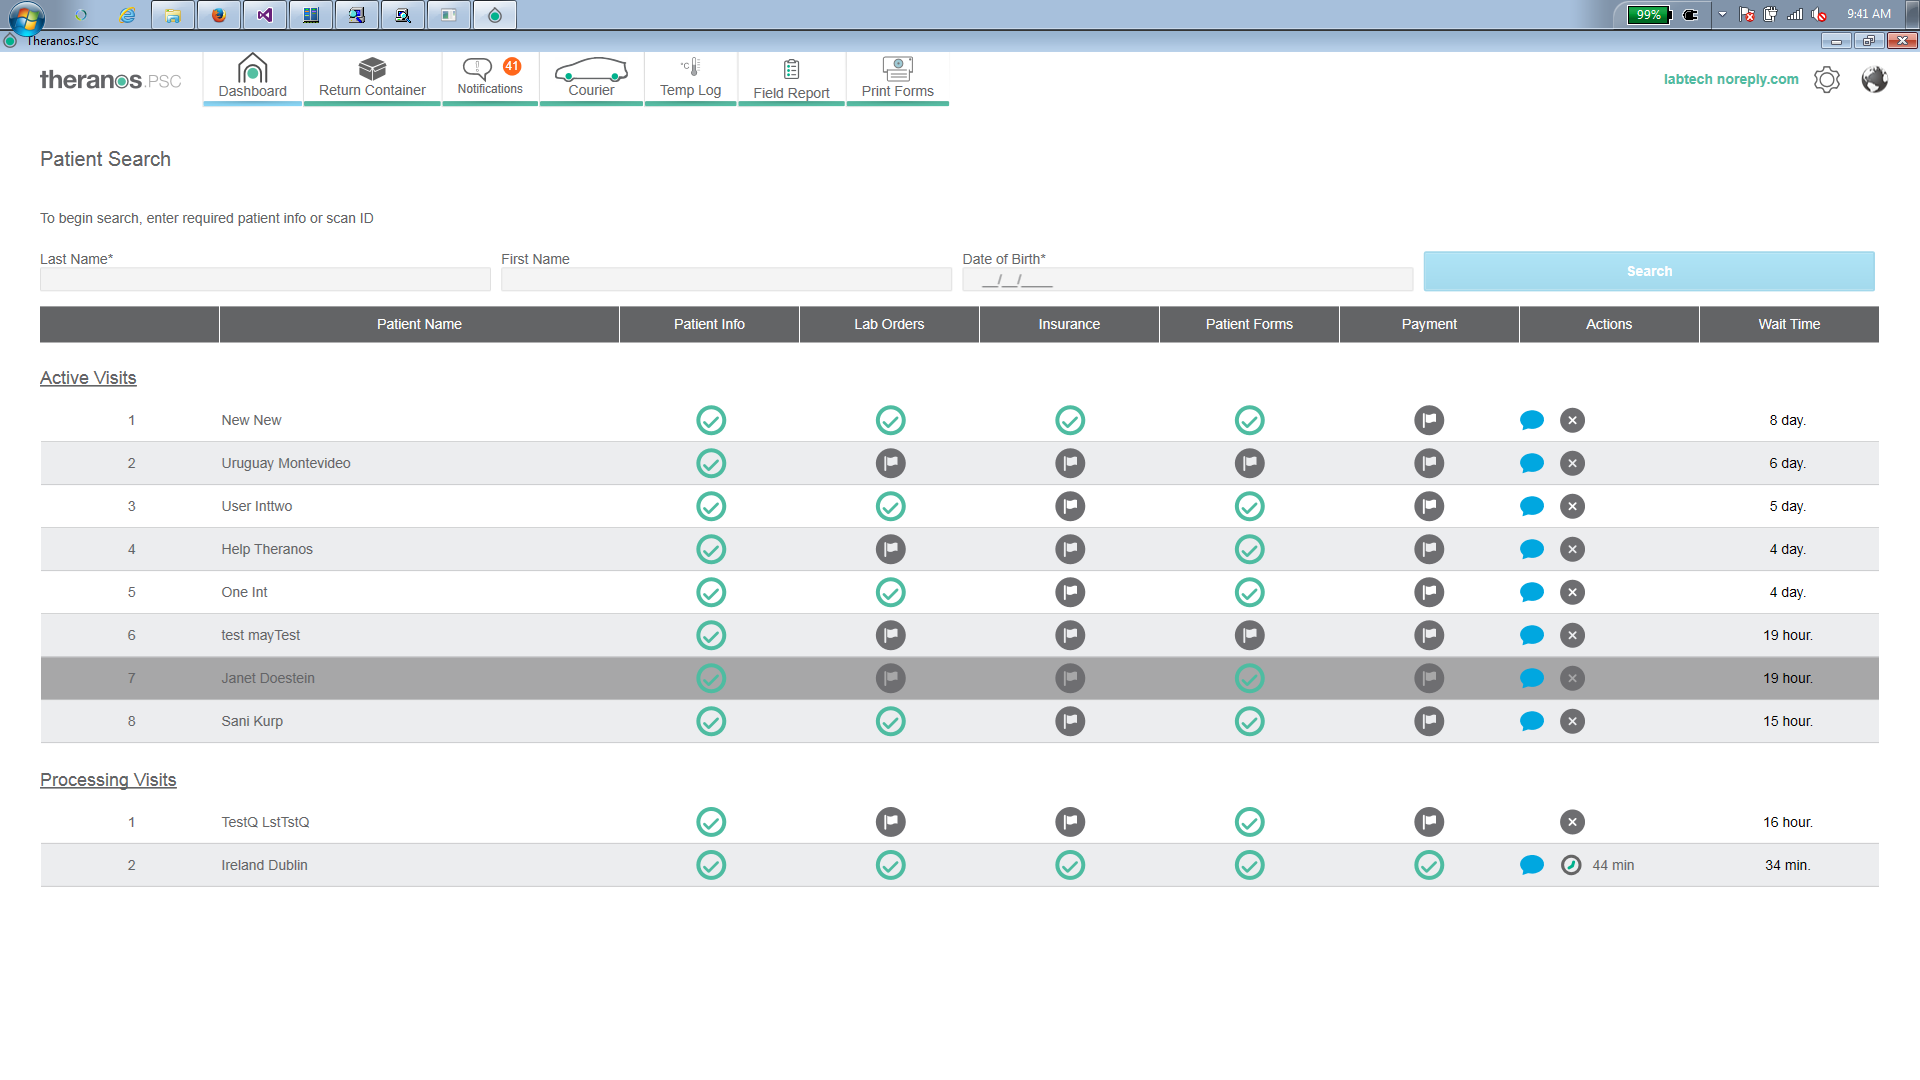 99%
9:41 AM
Theranos.PSC
theranos.PSC
Dashboard
Return Container
41
Notifications
Courier
°C
Temp Log
Field Report
Print Forms
labtech noreply.com
Patient Search
To begin search, enter required patient info or scan ID
Last Name*
First Name
Date of Birth*
__/__/____
Search
Patient Name Patient Info Lab Orders Insurance Patient Forms Payment Actions Wait Time
Active Visits
1 New New 8 day.
2 Uruguay Montevideo 6 day.
3 User Inttwo 5 day.
4 Help Theranos 4 day.
5 One Int 4 day.
6 test mayTest 19 hour.
7 Janet Doestein 19 hour.
8 Sani Kurp 15 hour.
Processing Visits
1 TestQ LstTstQ 16 hour.
2 Ireland Dublin 44 min 34 min.